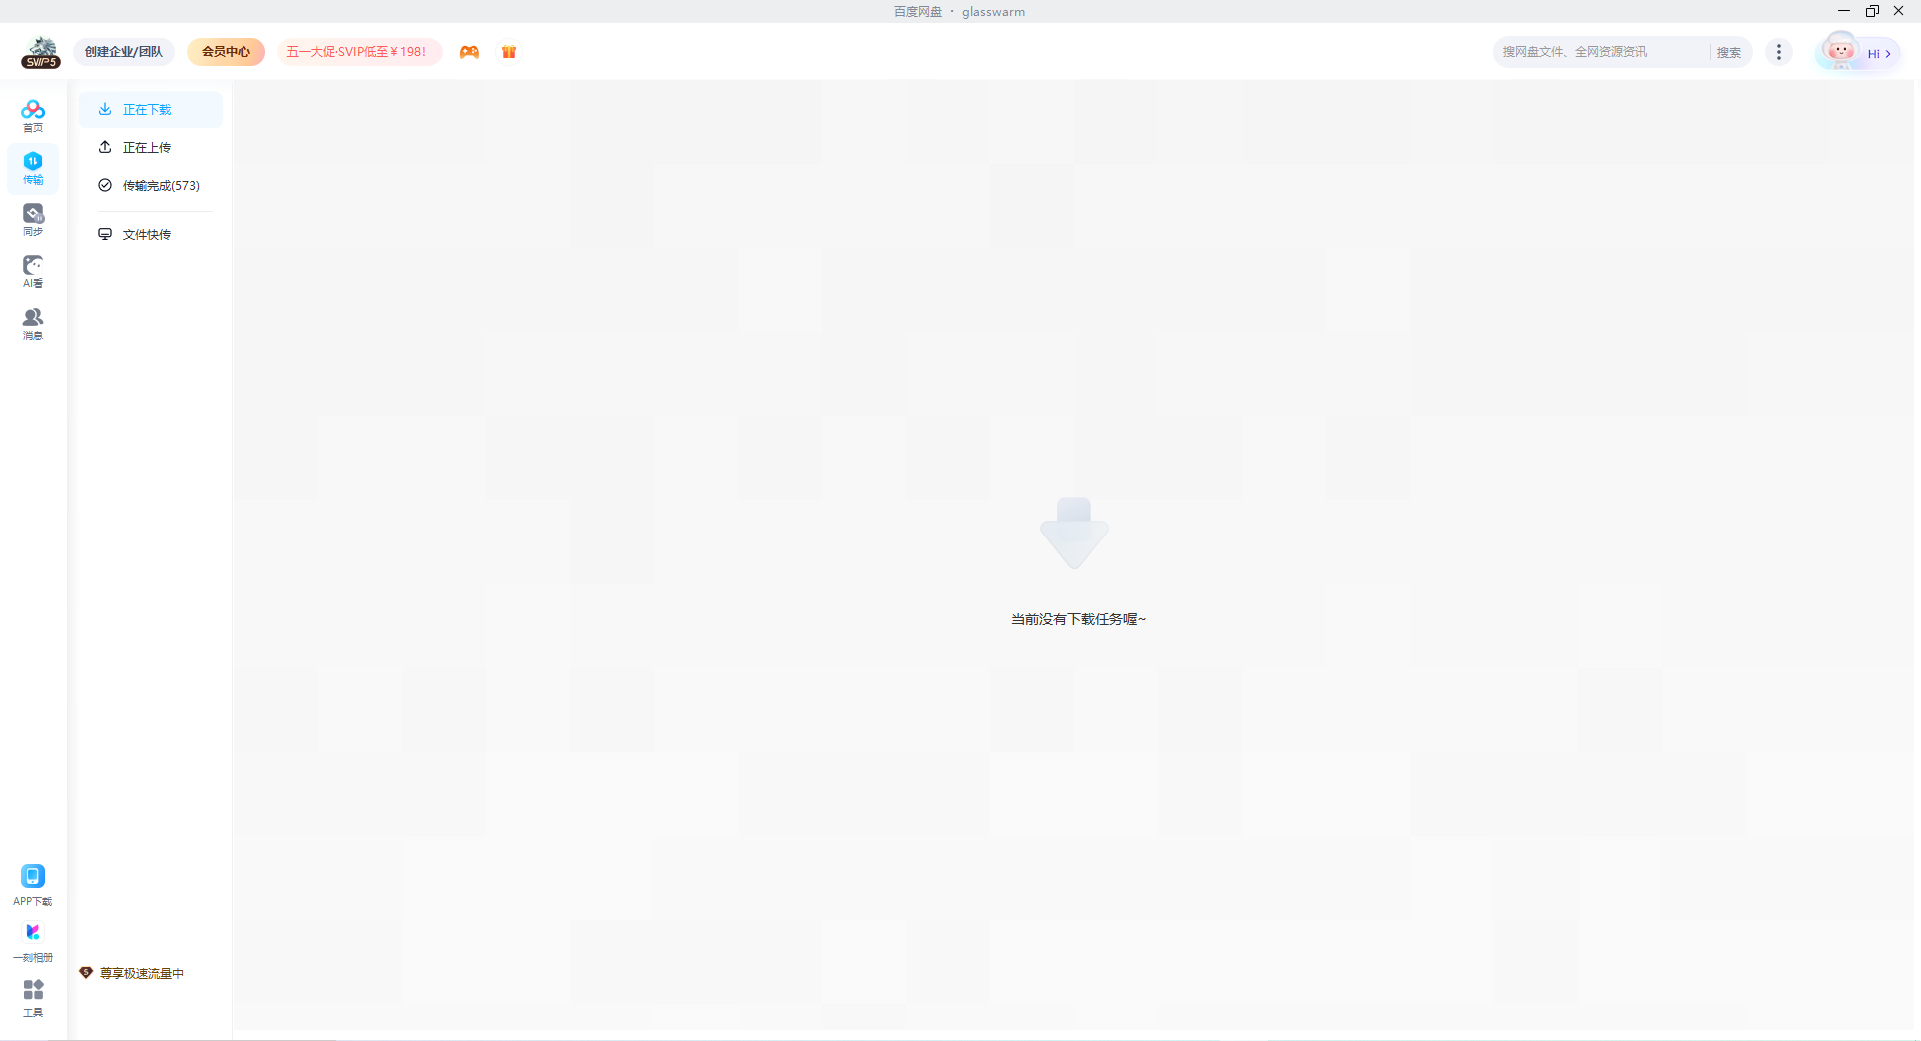 百度网盘 · glasswarm
SVIP5
创建企业/团队
会员中心
五一大促·SVIP低至￥198！
搜网盘文件、全网资源资讯
搜索
Hi
首页
传输
同步
AI看
消息
正在下载
正在上传
传输完成(573)
文件快传
当前没有下载任务喔~
APP下载
一刻相册
工具
S
尊享极速流量中